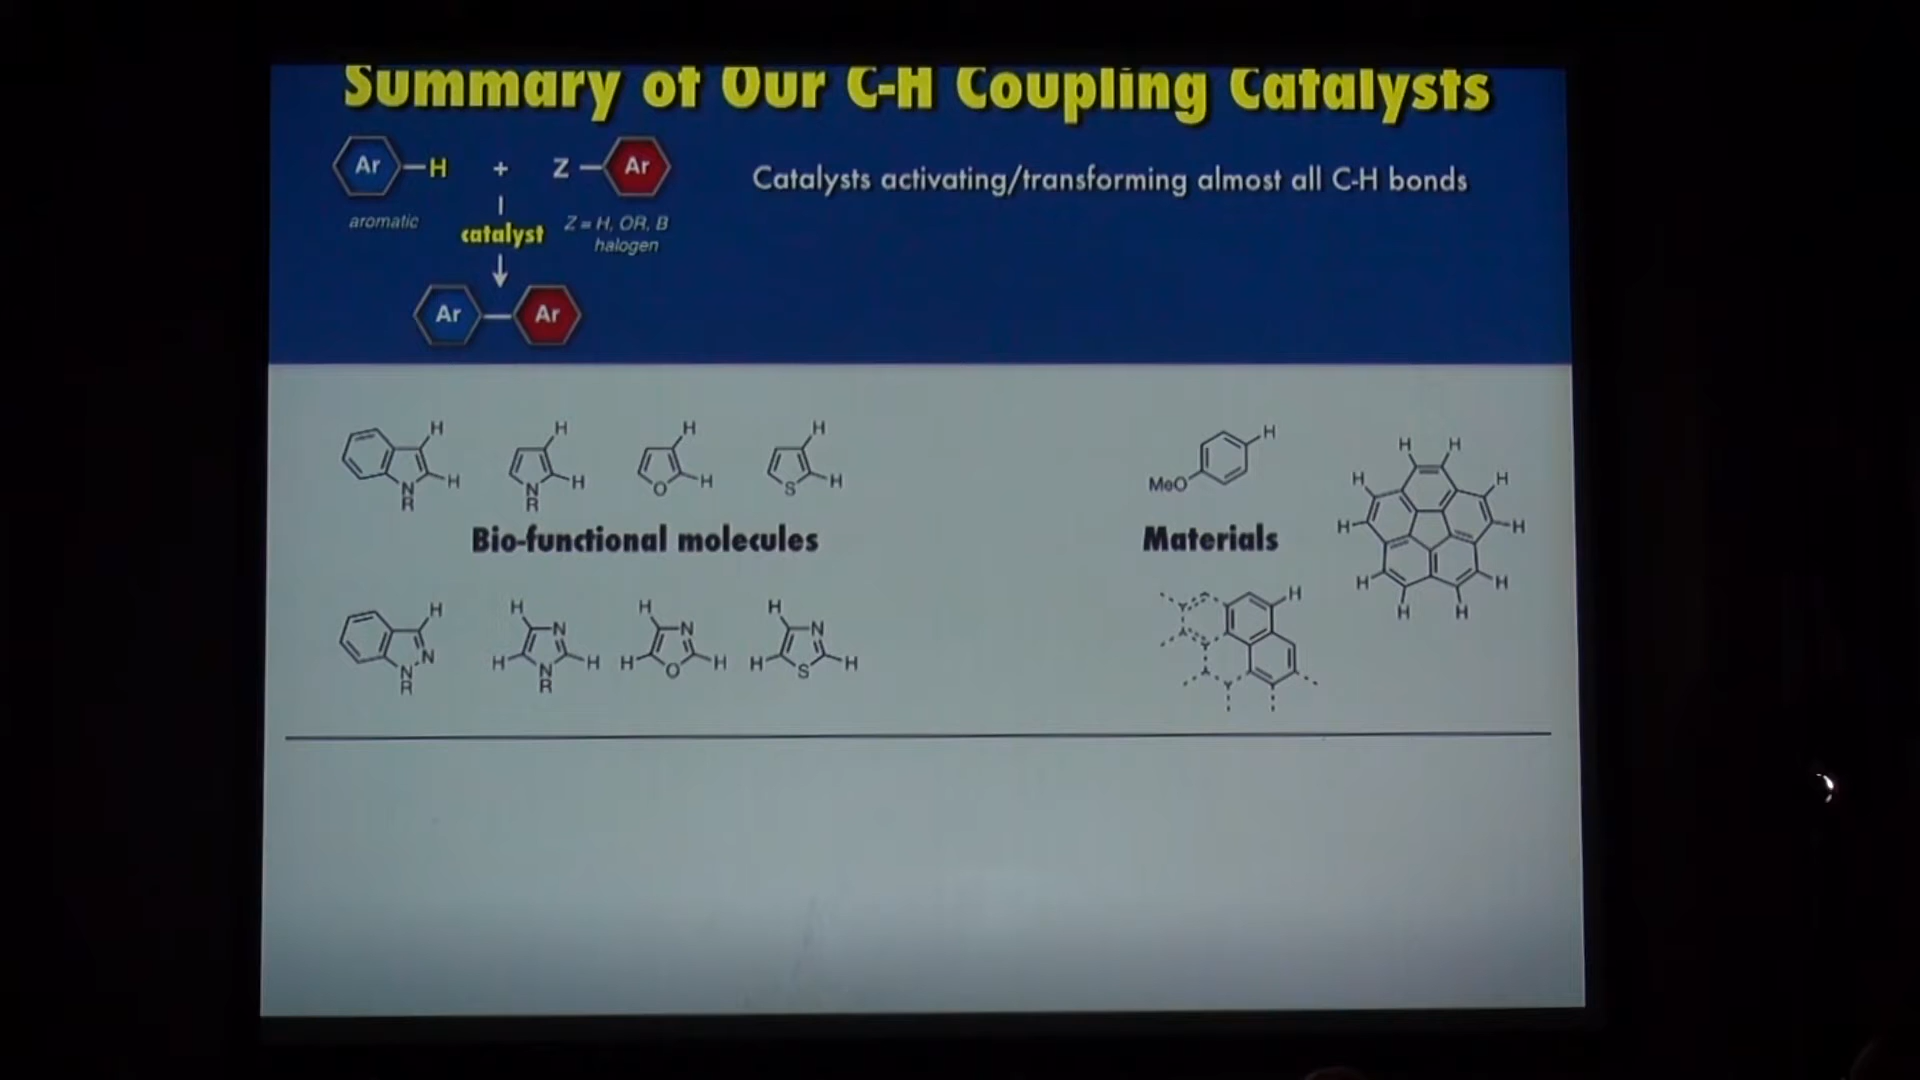 Summary of Our C-H Coupling Catalysts
Ar–H + Z–Ar
aromatic
catalyst
Z = H, OR, B
halogen
Ar–Ar
Catalysts activating/transforming almost all C-H bonds
H H N R
H H N R
H H O
H H S
Bio-functional molecules
H N N R
H N H H N R
H N H H O
H N H H S
H
MeO
Materials
H H H H H H H H H H
H